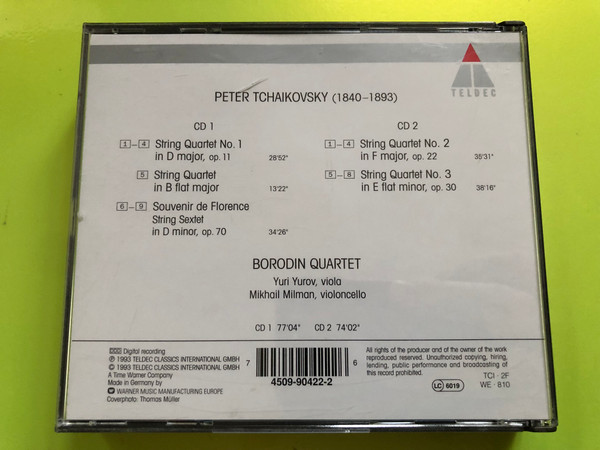 TELDEC
PETER TCHAIKOVSKY (1840–1893)
CD 1
1–4 String Quartet No. 1
in D major, op. 11 28'52"
5 String Quartet
in B flat major 13'22"
6–9 Souvenir de Florence
String Sextet
in D minor, op. 70 34'26"
CD 2
1–4 String Quartet No. 2
in F major, op. 22 35'31"
5–8 String Quartet No. 3
in E flat minor, op. 30 38'16"
BORODIN QUARTET
Yuri Yurov, viola
Mikhail Milman, violoncello
CD 1 77'04" CD 2 74'02"
DDD Digital recording
℗ 1993 TELDEC CLASSICS INTERNATIONAL GMBH
© 1993 TELDEC CLASSICS INTERNATIONAL GMBH
A Time Warner Company
Made in Germany by
WARNER MUSIC MANUFACTURING EUROPE
Coverphoto: Thomas Müller
7 6
4509-90422-2
All rights of the producer and of the owner of the work
reproduced reserved. Unauthorized copying, hiring,
lending, public performance and broadcasting of
this record prohibited.
LC 6019
TCI · 2F
WE · 810